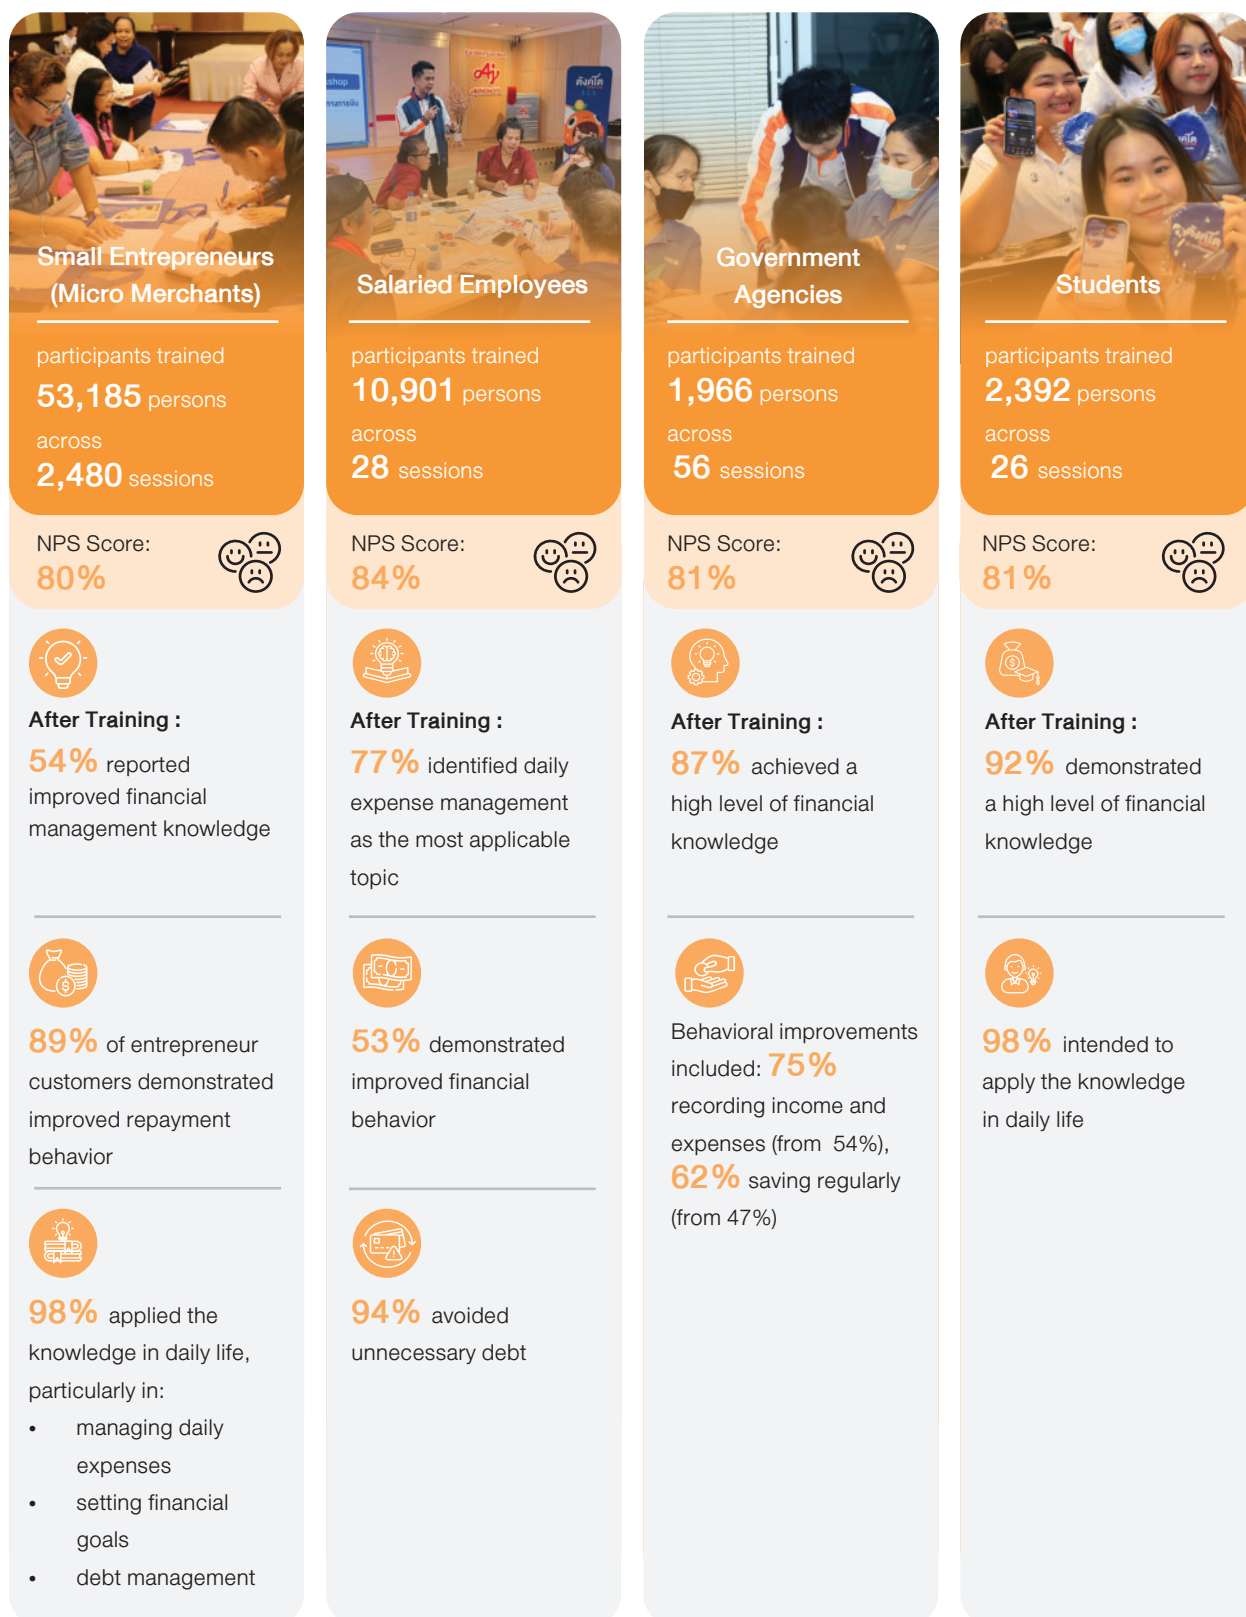 Small Entrepreneurs
(Micro Merchants)
participants trained
53,185 persons
across
2,480 sessions
NPS Score:
80%
After Training :
54% reported
improved financial
management knowledge
89% of entrepreneur
customers demonstrated
improved repayment
behavior
98% applied the
knowledge in daily life,
particularly in:
• managing daily
expenses
• setting financial
goals
• debt management
Salaried Employees
participants trained
10,901 persons
across
28 sessions
NPS Score:
84%
After Training :
77% identified daily
expense management
as the most applicable
topic
53% demonstrated
improved financial
behavior
94% avoided
unnecessary debt
Government
Agencies
participants trained
1,966 persons
across
56 sessions
NPS Score:
81%
After Training :
87% achieved a
high level of financial
knowledge
Behavioral improvements
included: 75%
recording income and
expenses (from 54%),
62% saving regularly
(from 47%)
Students
participants trained
2,392 persons
across
26 sessions
NPS Score:
81%
After Training :
92% demonstrated
a high level of financial
knowledge
98% intended to
apply the knowledge
in daily life